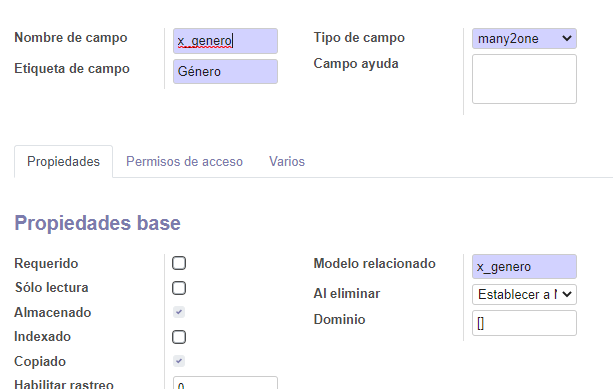 Nombre de campo x_genero Tipo de campo many2one
Etiqueta de campo Género Campo ayuda
Propiedades Permisos de acceso Varios
Propiedades base
Requerido Modelo relacionado x_genero
Sólo lectura Al eliminar Establecer a N
Almacenado Dominio []
Indexado
Copiado
Habilitar rastreo 0